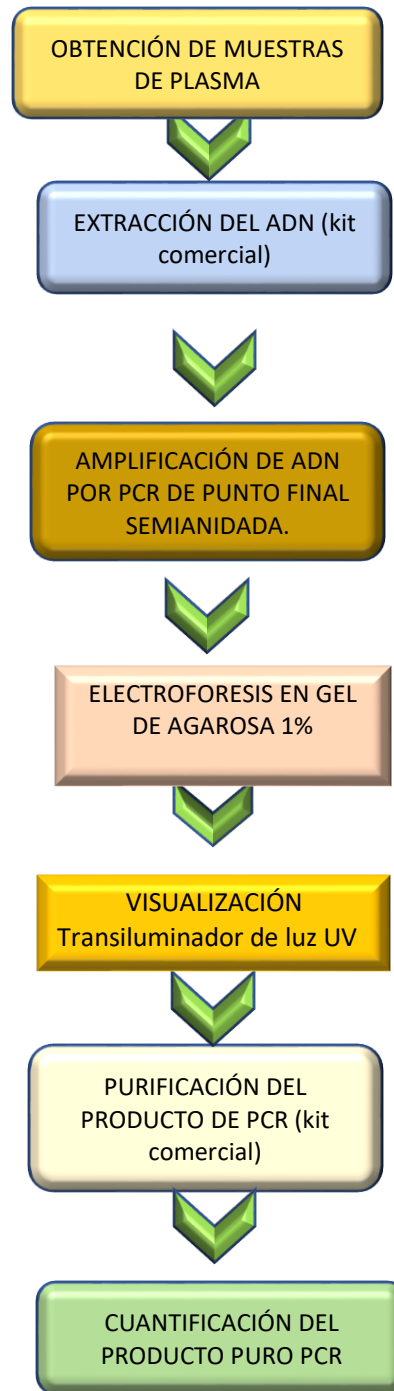 OBTENCIÓN DE MUESTRAS
DE PLASMA
EXTRACCIÓN DEL ADN (kit
comercial)
AMPLIFICACIÓN DE ADN
POR PCR DE PUNTO FINAL
SEMIANIDADA.
ELECTROFORESIS EN GEL
DE AGAROSA 1%
VISUALIZACIÓN
Transiluminador de luz UV
PURIFICACIÓN DEL
PRODUCTO DE PCR (kit
comercial)
CUANTIFICACIÓN DEL
PRODUCTO PURO PCR